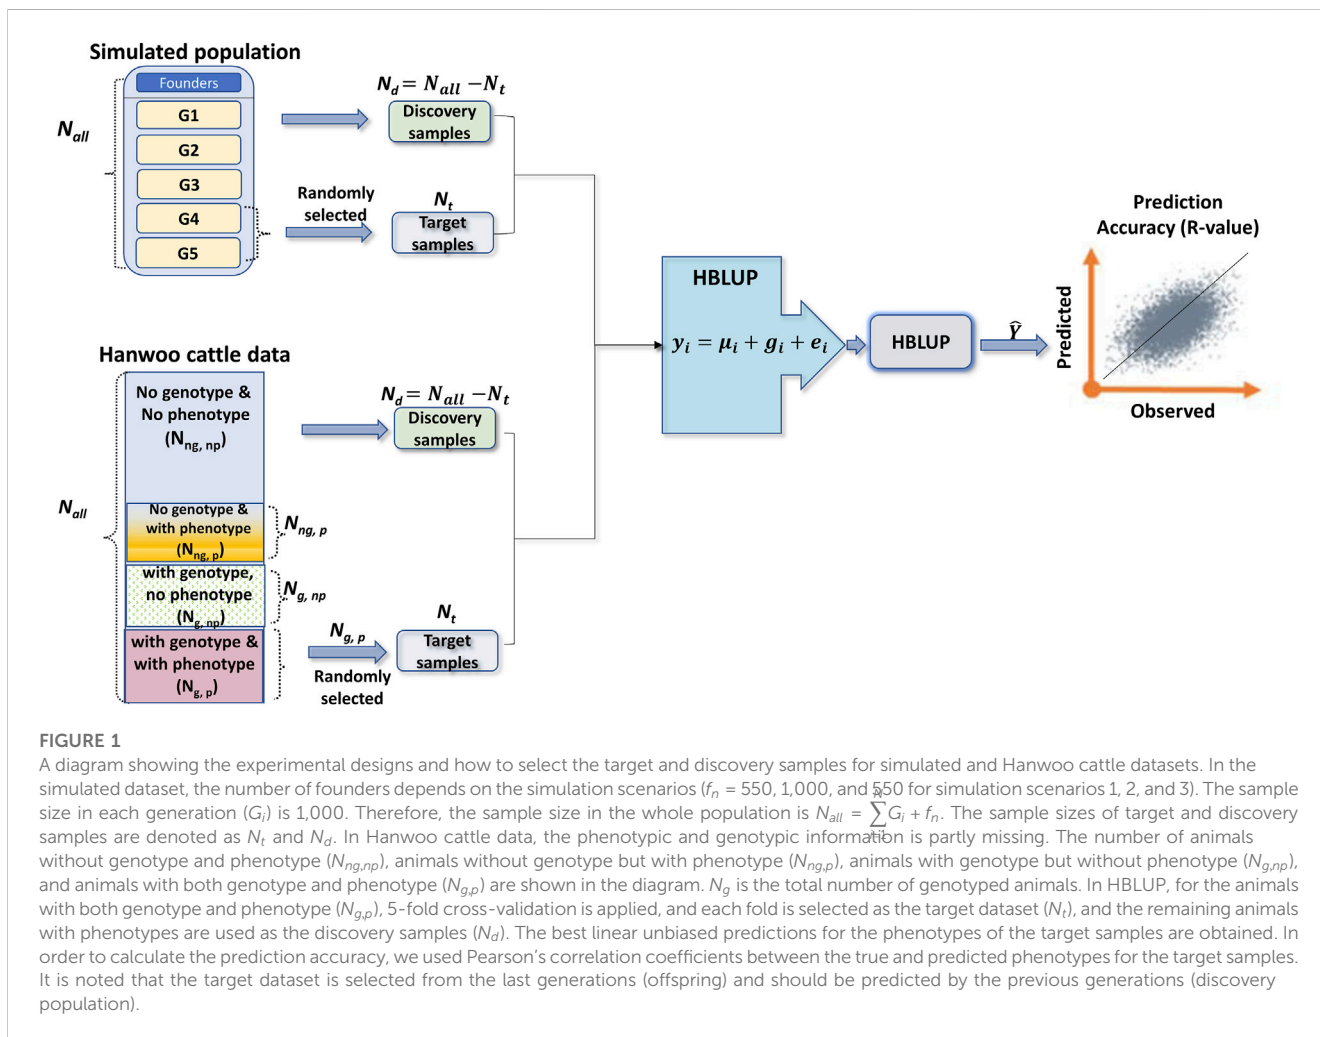 Simulated population
Founders
G1
G2
G3
G4
G5
N_all
N_d = N_all − N_t
Discovery
samples
Randomly
selected
N_t
Target
samples
Hanwoo cattle data
No genotype &
No phenotype
(N_ng, np)
No genotype &
with phenotype
(N_ng, p)
with genotype,
no phenotype
(N_g, np)
with genotype &
with phenotype
(N_g, p)
N_all
N_ng, p
N_g, np
N_d = N_all − N_t
Discovery
samples
N_g, p
Randomly
selected
N_t
Target
samples
HBLUP
y_i = μ_i + g_i + e_i
HBLUP
Ŷ
Prediction
Accuracy (R-value)
Predicted
Observed
FIGURE 1
A diagram showing the experimental designs and how to select the target and discovery samples for simulated and Hanwoo cattle datasets. In the
simulated dataset, the number of founders depends on the simulation scenarios (f_n = 550, 1,000, and 550 for simulation scenarios 1, 2, and 3). The sample
size in each generation (G_i) is 1,000. Therefore, the sample size in the whole population is N_all = ∑_{i=1}^{N} G_i + f_n. The sample sizes of target and discovery
samples are denoted as N_t and N_d. In Hanwoo cattle data, the phenotypic and genotypic information is partly missing. The number of animals
without genotype and phenotype (N_ng,np), animals without genotype but with phenotype (N_ng,p), animals with genotype but without phenotype (N_g,np),
and animals with both genotype and phenotype (N_g,p) are shown in the diagram. N_g is the total number of genotyped animals. In HBLUP, for the animals
with both genotype and phenotype (N_g,p), 5-fold cross-validation is applied, and each fold is selected as the target dataset (N_t), and the remaining animals
with phenotypes are used as the discovery samples (N_d). The best linear unbiased predictions for the phenotypes of the target samples are obtained. In
order to calculate the prediction accuracy, we used Pearson's correlation coefficients between the true and predicted phenotypes for the target samples.
It is noted that the target dataset is selected from the last generations (offspring) and should be predicted by the previous generations (discovery
population).